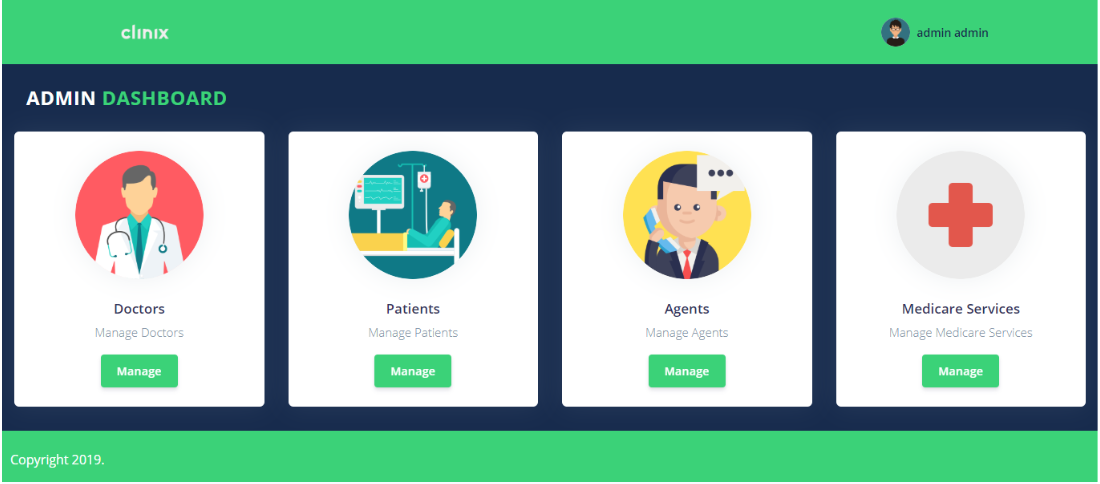 clinix
admin admin
ADMIN DASHBOARD
Doctors
Manage Doctors
Manage
Patients
Manage Patients
Manage
Agents
Manage Agents
Manage
Medicare Services
Manage Medicare Services
Manage
Copyright 2019.